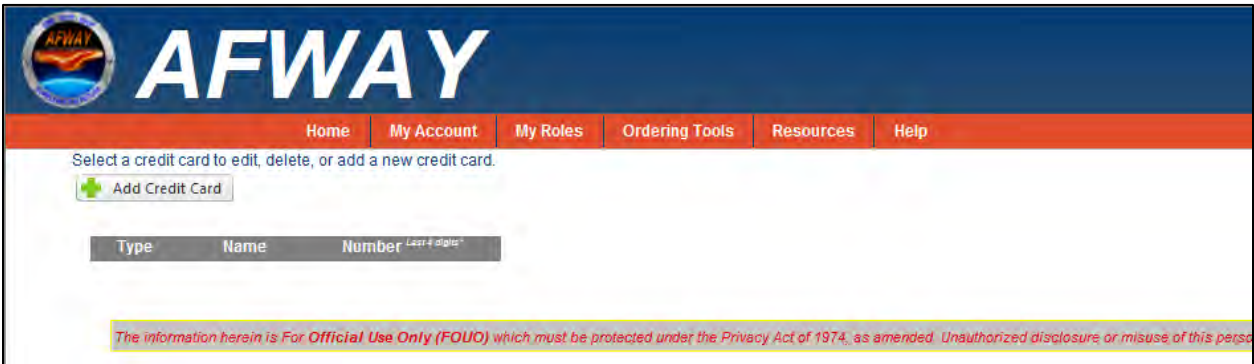 AFWAY
AFWAY
Home My Account My Roles Ordering Tools Resources Help
Select a credit card to edit, delete, or add a new credit card.
Add Credit Card
Type Name Number Last 4 digits*
The information herein is For Official Use Only (FOUO) which must be protected under the Privacy Act of 1974, as amended. Unauthorized disclosure or misuse of this